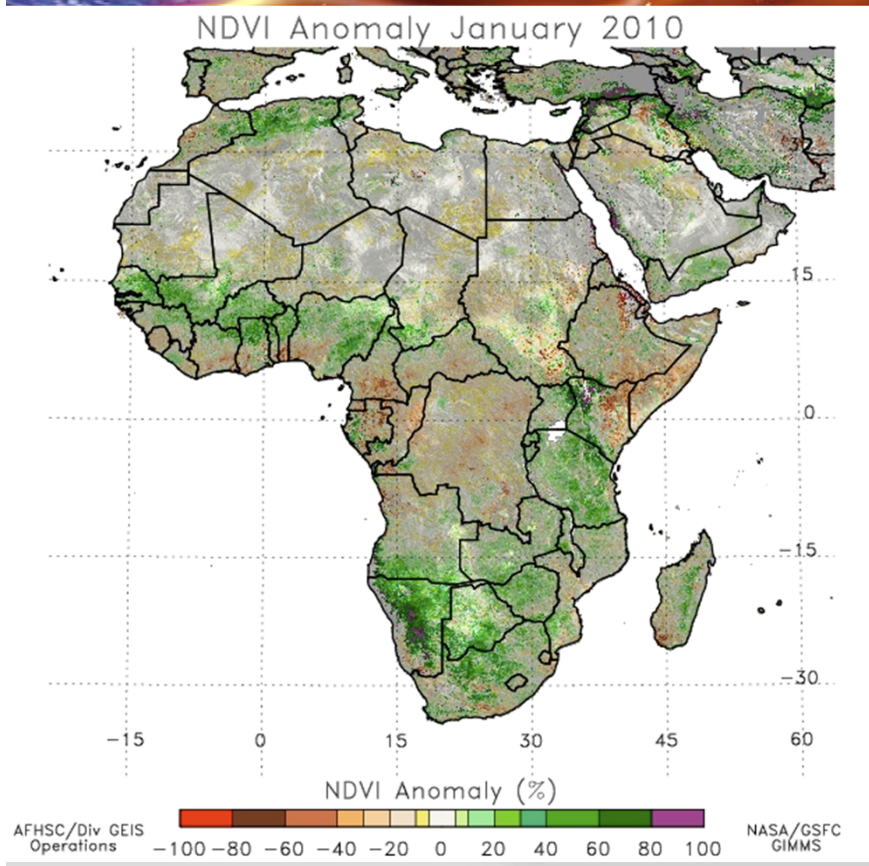 NDVI Anomaly January 2010
15
0
−15
−30
−15 0 15 30 45 60
NDVI Anomaly (%)
AFHSC/Div GEIS
Operations
−100 −80 −60 −40 −20 0 20 40 60 80 100
NASA/GSFC
GIMMS